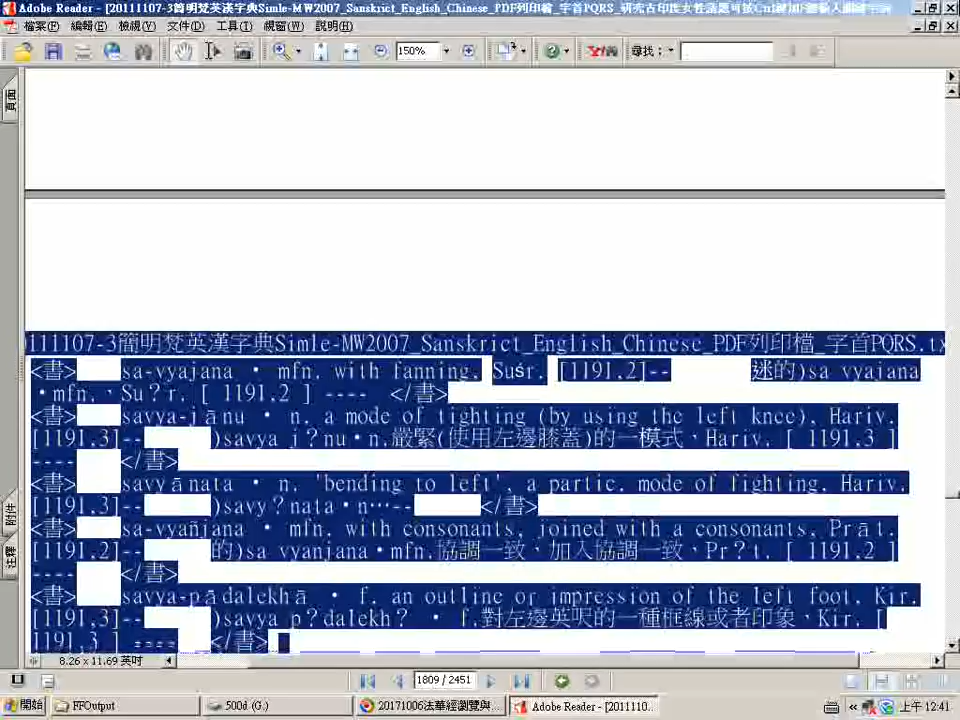 Adobe Reader - [20111107-3簡明梵英漢字典Simle-MW2007_Sanskrict_English_Chinese_PDF列印檔_字首PQRS_研究古印度女性議題可按Ctrl
檔案(F) 編輯(E) 檢視(V) 文件(D) 工具(T) 視窗(W) 說明(H)
150% 尋找:
頁面
111107-3簡明梵英漢字典Simle-MW2007_Sanskrict_English_Chinese_PDF列印檔_字首PQRS.tx
<書> sa-vyajana ‧ mfn. with fanning, Suśr. [1191,2]-- 迷的)sa vyajana
‧mfn.,Su?r. [ 1191,2 ] ---- </書>
<書> savya-jānu ‧ n. a mode of fighting (by using the left knee), Hariv.
[1191,3]-- )savya j?nu‧n.嚴緊(使用左邊膝蓋)的一模式,Hariv. [ 1191,3 ]
---- </書>
<書> savyānata ‧ n. 'bending to left', a partic. mode of fighting, Hariv.
[1191,3]-- )savy?nata‧n…-- </書>
<書> sa-vyañjana ‧ mfn. with consonants, joined with a consonants, Prāt.
[1191,2]-- 的)sa vyanjana‧mfn.協調一致、加入協調一致,Pr?t. [ 1191,2 ]
---- </書>
<書> savya-pādalekhā ‧ f. an outline or impression of the left foot, Kir.
[1191,3]-- )savya p?dalekh? ‧ f.對左邊英呎的一種框線或者印象,Kir. [
1191,3 ] ---- </書>
附件
注釋
8.26 x 11.69 英吋
1809 / 2451
開始 FFOutput 500d (G:) 20171006法華經瀏覽與... Adobe Reader - [2011110... 上午 12:41